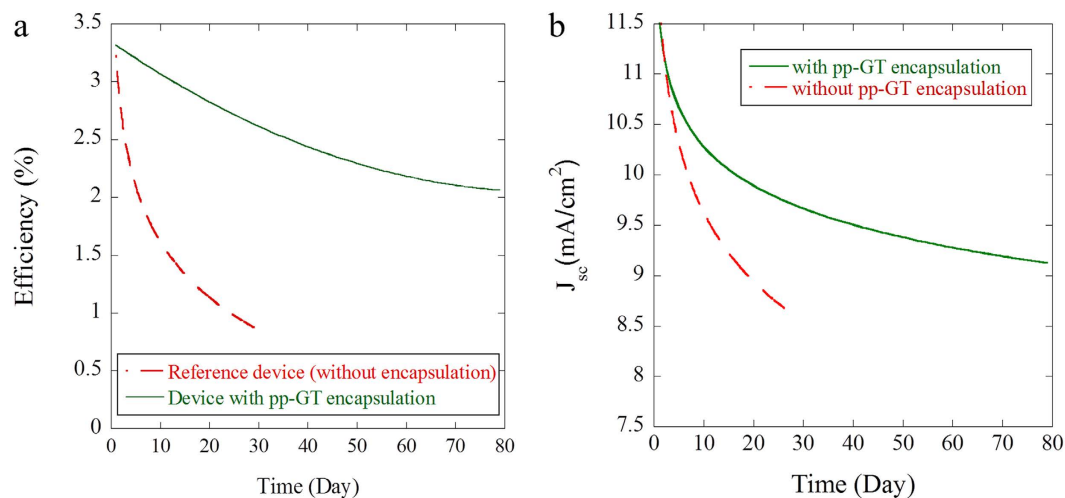 a
3.5
3
2.5
2
1.5
1
0.5
0
Efficiency (%)
Reference device (without encapsulation)
Device with pp-GT encapsulation
0 10 20 30 40 50 60 70 80
Time (Day)
b
11.5
11
10.5
10
9.5
9
8.5
8
7.5
J_sc (mA/cm²)
with pp-GT encapsulation
without pp-GT encapsulation
0 10 20 30 40 50 60 70 80
Time (Day)